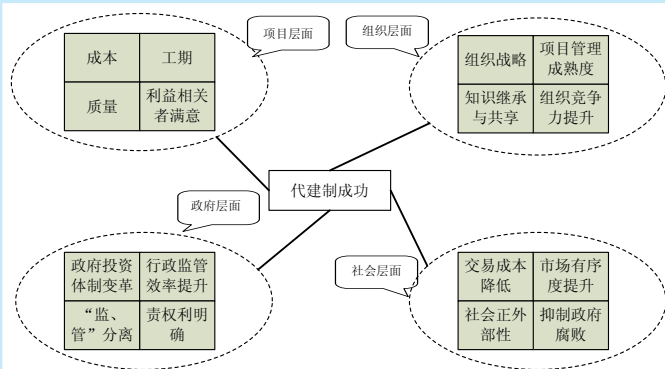 项目层面
组织层面
成本
工期
质量
利益相关
者满意
组织战略
项目管理
成熟度
知识继承
与共享
组织竞争
力提升
代建制成功
政府层面
社会层面
政府投资
体制变革
行政监管
效率提升
“监、
管”分离
责权利明
确
交易成本
降低
市场有序
度提升
社会正外
部性
抑制政府
腐败